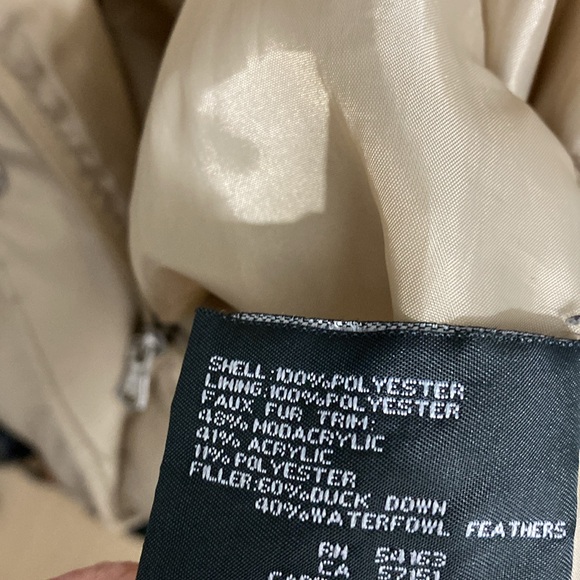 SHELL:100%POLYESTER
LINING:100%POLYESTER
FAUX FUR TRIM:
48% MODACRYLIC
41% ACRYLIC
11% POLYESTER
FILLER:60%DUCK DOWN
40%WATERFOWL FEATHERS
RN 54163
CA 57151